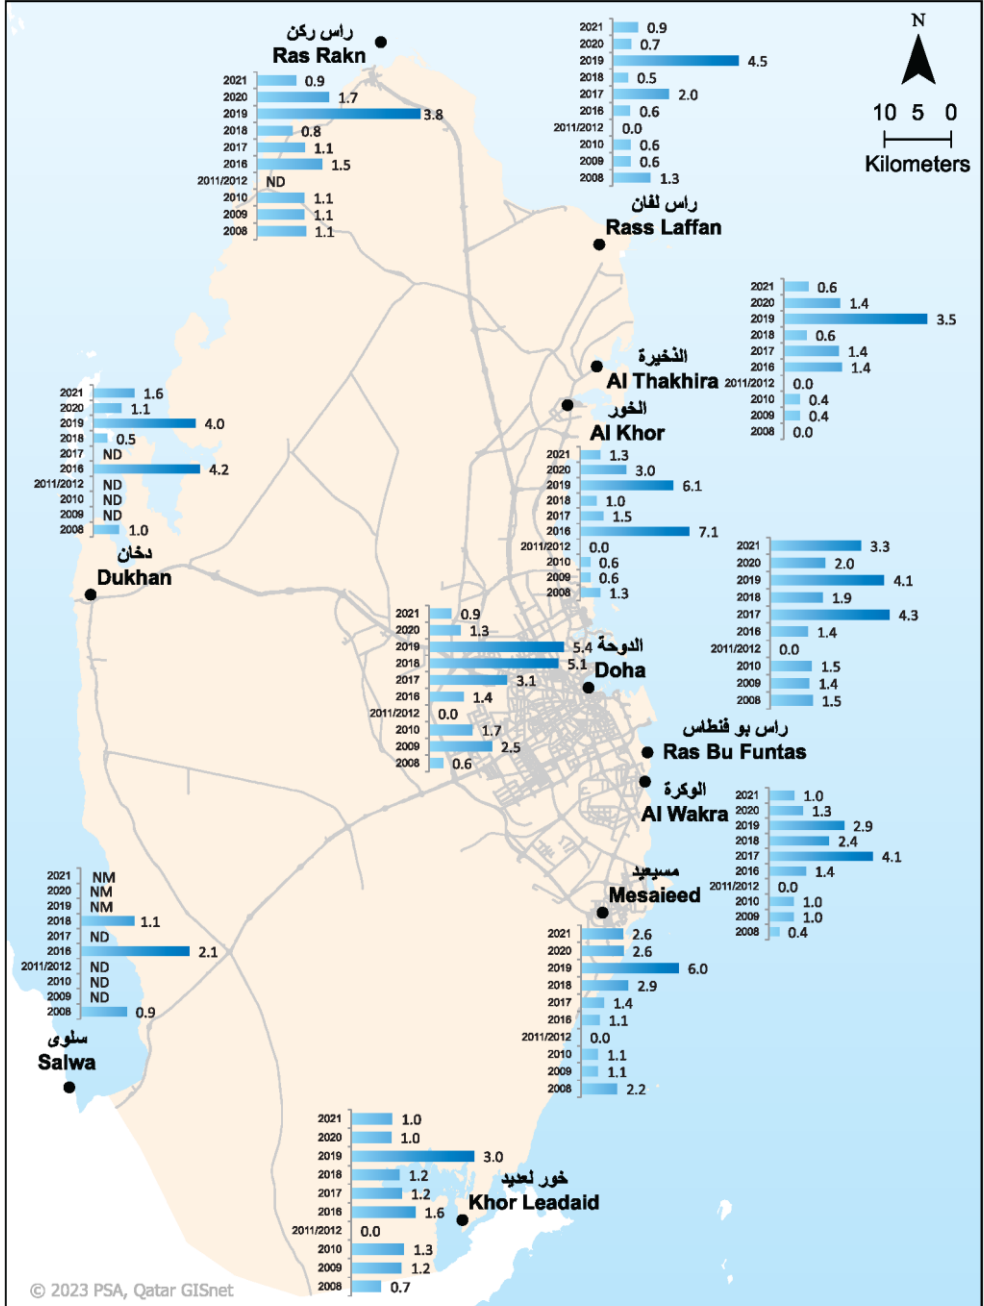 N
10 5 0
Kilometers
راس ركن
Ras Rakn
2021 0.9
2020 1.7
2019 3.8
2018 0.8
2017 1.1
2016 1.5
2011/2012 ND
2010 1.1
2009 1.1
2008 1.1
2021 0.9
2020 0.7
2019 4.5
2018 0.5
2017 2.0
2016 0.6
2011/2012 0.0
2010 0.6
2009 0.6
2008 1.3
راس لفان
Rass Laffan
2021 0.6
2020 1.4
2019 3.5
2018 0.6
2017 1.4
2016 1.4
2011/2012 0.0
2010 0.4
2009 0.4
2008 0.0
الذخيرة
Al Thakhira
الخور
Al Khor
2021 1.3
2020 3.0
2019 6.1
2018 1.0
2017 1.5
2016 7.1
2011/2012 0.0
2010 0.6
2009 0.6
2008 1.3
2021 1.6
2020 1.1
2019 4.0
2018 0.5
2017 ND
2016 4.2
2011/2012 ND
2010 ND
2009 ND
2008 1.0
دخان
Dukhan
2021 3.3
2020 2.0
2019 4.1
2018 1.9
2017 4.3
2016 1.4
2011/2012 0.0
2010 1.5
2009 1.4
2008 1.5
راس بو فنطاس
Ras Bu Funtas
2021 0.9
2020 1.3
2019 5.4
2018 5.1
2017 3.1
2016 1.4
2011/2012 0.0
2010 1.7
2009 2.5
2008 0.6
الدوحة
Doha
الوكرة
Al Wakra
2021 1.0
2020 1.3
2019 2.9
2018 2.4
2017 4.1
2016 1.4
2011/2012 0.0
2010 1.0
2009 1.0
2008 0.4
مسيعيد
Mesaieed
2021 2.6
2020 2.6
2019 6.0
2018 2.9
2017 1.4
2016 1.1
2011/2012 0.0
2010 1.1
2009 1.1
2008 2.2
2021 NM
2020 NM
2019 NM
2018 1.1
2017 ND
2016 2.1
2011/2012 ND
2010 ND
2009 ND
2008 0.9
سلوى
Salwa
2021 1.0
2020 1.0
2019 3.0
2018 1.2
2017 1.2
2016 1.6
2011/2012 0.0
2010 1.3
2009 1.2
2008 0.7
خور لعديد
Khor Leadaid
© 2023 PSA, Qatar GISnet